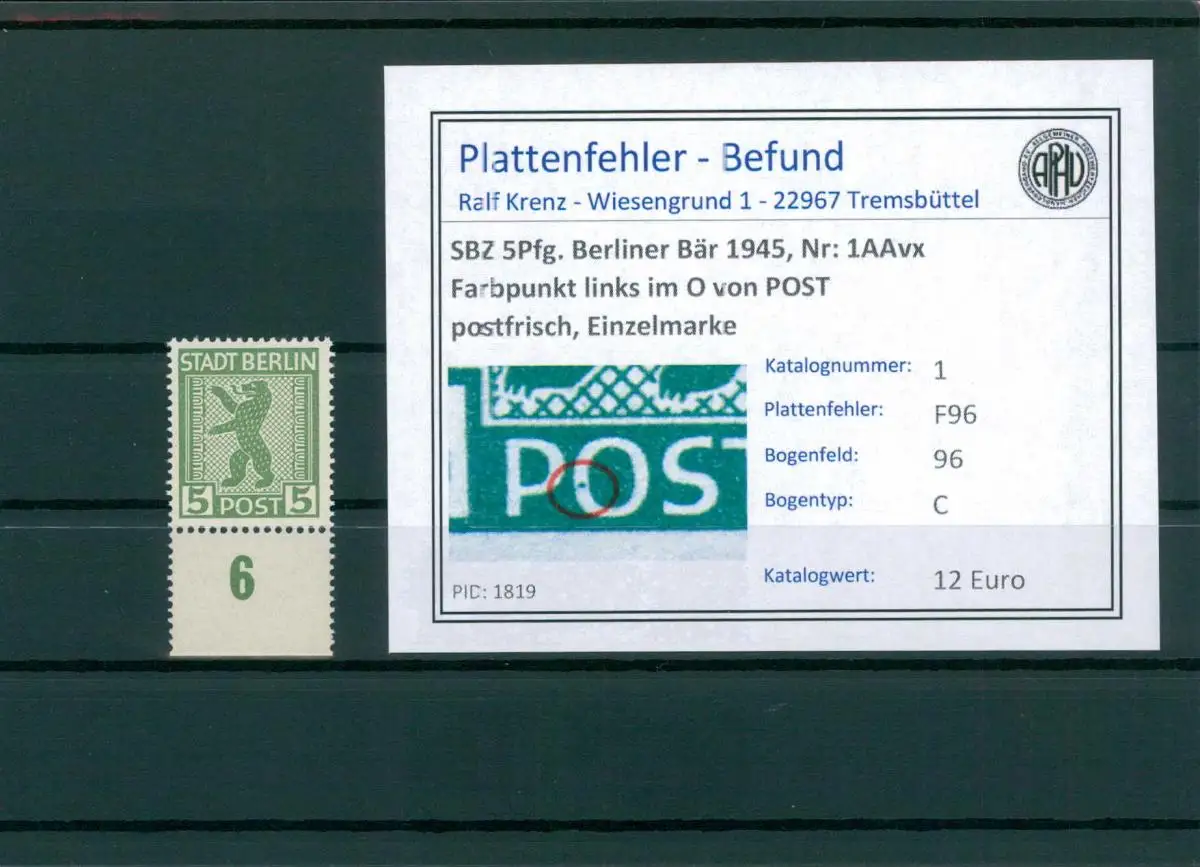 STADT BERLIN
5 POST 5
6
Plattenfehler - Befund
Ralf Krenz - Wiesengrund 1 - 22967 Tremsbüttel
SBZ 5Pfg. Berliner Bär 1945, Nr: 1AAvx
Farbpunkt links im O von POST
postfrisch, Einzelmarke
POST
Katalognummer: 1
Plattenfehler: F96
Bogenfeld: 96
Bogentyp: C
Katalogwert: 12 Euro
PID: 1819
APHV